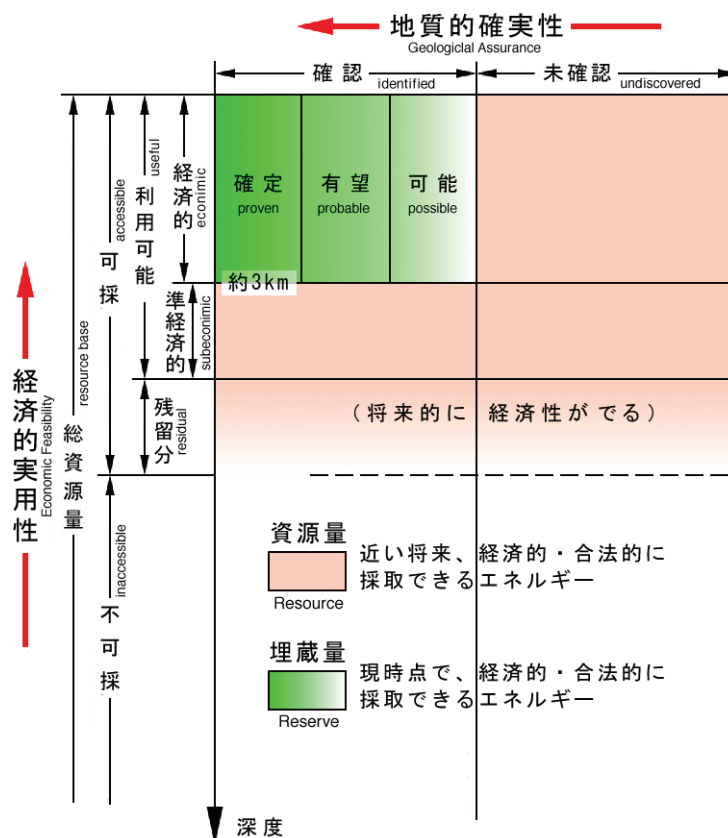 地質的確実性
Geologiclal Assurance
確認
identified
未確認
undiscovered
経済的実用性
Economic Feasibility
総資源量
resource base
可採
accessible
利用可能
useful
経済的
econimic
確定
proven
有望
probable
可能
possible
約3km
準経済的
subeconimic
残留分
residual
(将来的に 経済性がでる)
不可採
inaccessible
資源量
Resource
近い将来、経済的・合法的に
採取できるエネルギー
埋蔵量
Reserve
現時点で、経済的・合法的に
採取できるエネルギー
深度